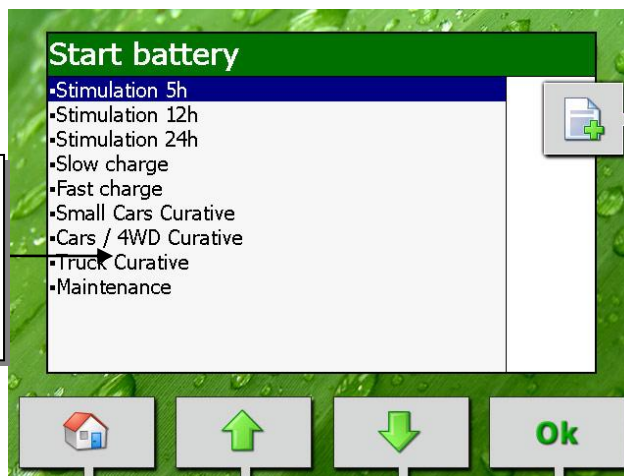 Start battery
▪Stimulation 5h
▪Stimulation 12h
▪Stimulation 24h
▪Slow charge
▪Fast charge
▪Small Cars Curative
▪Cars / 4WD Curative
▪Truck Curative
▪Maintenance
Ok